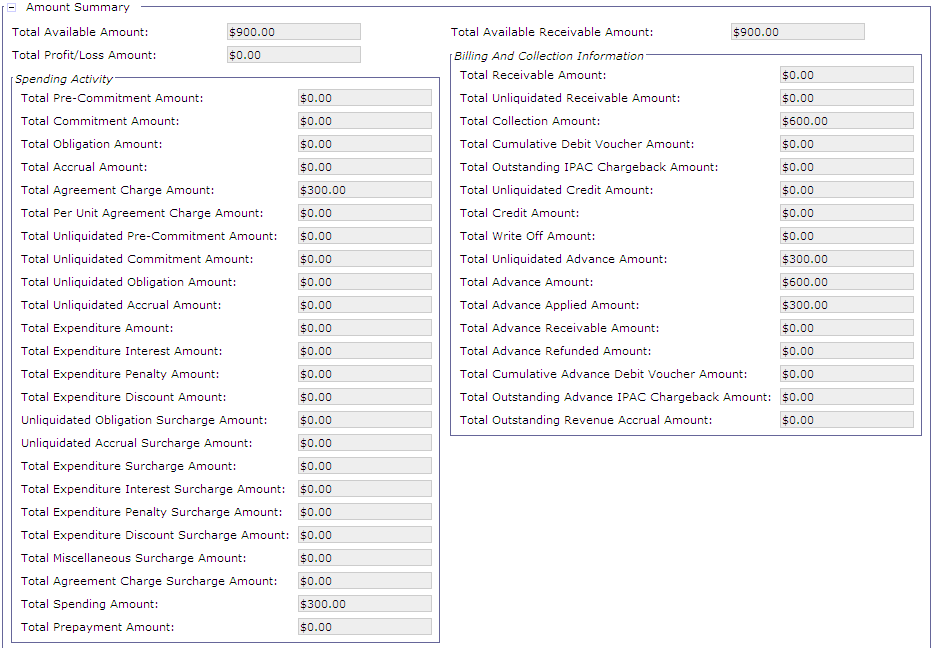 Amount Summary
Total Available Amount: $900.00
Total Profit/Loss Amount: $0.00
Spending Activity
Total Pre-Commitment Amount: $0.00
Total Commitment Amount: $0.00
Total Obligation Amount: $0.00
Total Accrual Amount: $0.00
Total Agreement Charge Amount: $300.00
Total Per Unit Agreement Charge Amount: $0.00
Total Unliquidated Pre-Commitment Amount: $0.00
Total Unliquidated Commitment Amount: $0.00
Total Unliquidated Obligation Amount: $0.00
Total Unliquidated Accrual Amount: $0.00
Total Expenditure Amount: $0.00
Total Expenditure Interest Amount: $0.00
Total Expenditure Penalty Amount: $0.00
Total Expenditure Discount Amount: $0.00
Unliquidated Obligation Surcharge Amount: $0.00
Unliquidated Accrual Surcharge Amount: $0.00
Total Expenditure Surcharge Amount: $0.00
Total Expenditure Interest Surcharge Amount: $0.00
Total Expenditure Penalty Surcharge Amount: $0.00
Total Expenditure Discount Surcharge Amount: $0.00
Total Miscellaneous Surcharge Amount: $0.00
Total Agreement Charge Surcharge Amount: $0.00
Total Spending Amount: $300.00
Total Prepayment Amount: $0.00
Total Available Receivable Amount: $900.00
Billing And Collection Information
Total Receivable Amount: $0.00
Total Unliquidated Receivable Amount: $0.00
Total Collection Amount: $600.00
Total Cumulative Debit Voucher Amount: $0.00
Total Outstanding IPAC Chargeback Amount: $0.00
Total Unliquidated Credit Amount: $0.00
Total Credit Amount: $0.00
Total Write Off Amount: $0.00
Total Unliquidated Advance Amount: $300.00
Total Advance Amount: $600.00
Total Advance Applied Amount: $300.00
Total Advance Receivable Amount: $0.00
Total Advance Refunded Amount: $0.00
Total Cumulative Advance Debit Voucher Amount: $0.00
Total Outstanding Advance IPAC Chargeback Amount: $0.00
Total Outstanding Revenue Accrual Amount: $0.00